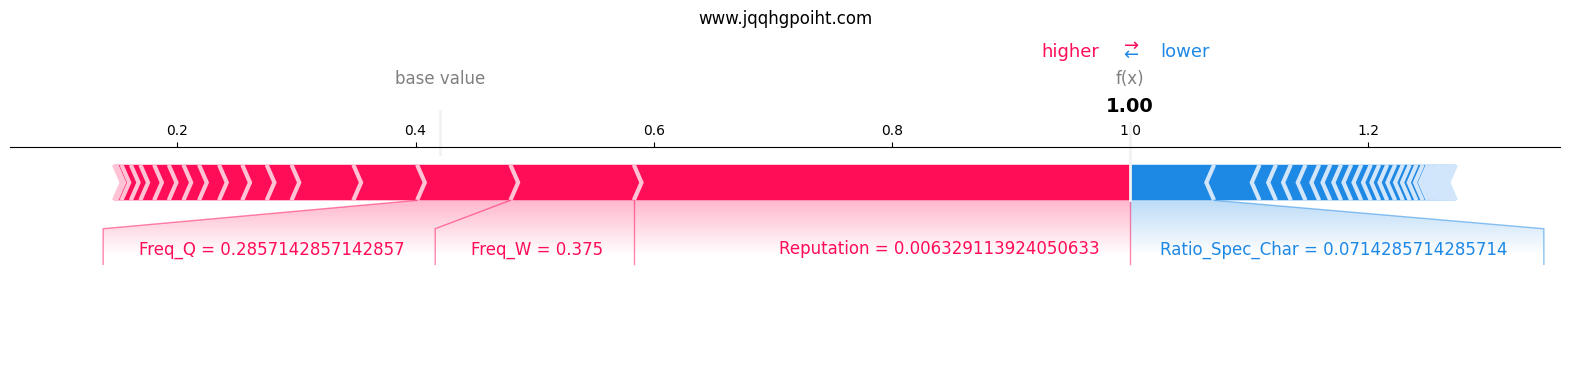 www.jqqhgpoiht.com
higher ⇄ lower
base value f(x)
1.00
0.2 0.4 0.6 0.8 1.0 1.2
Freq_Q = 0.2857142857142857 Freq_W = 0.375 Reputation = 0.006329113924050633 Ratio_Spec_Char = 0.0714285714285714